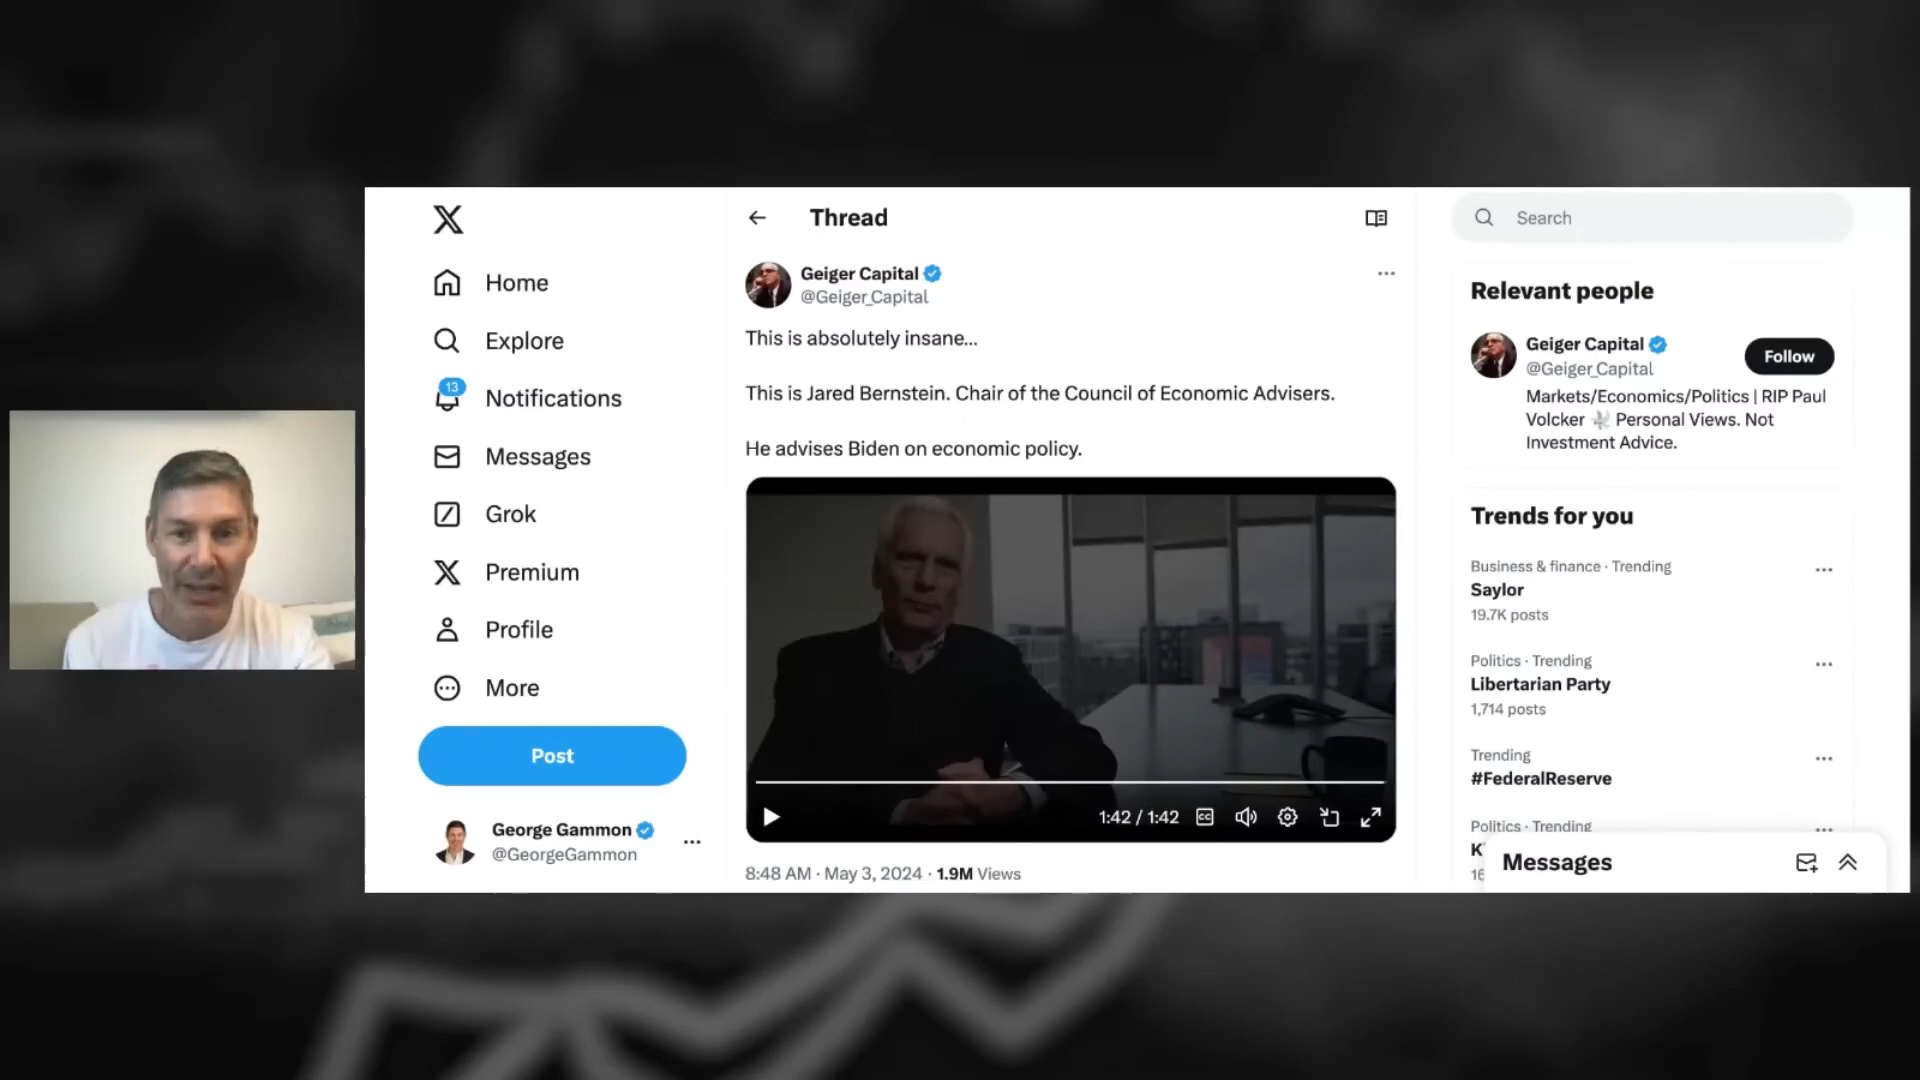 Home
Explore
13
Notifications
Messages
Grok
Premium
Profile
More
Post
George Gammon
@GeorgeGammon
Thread
Geiger Capital
@Geiger_Capital
This is absolutely insane...
This is Jared Bernstein. Chair of the Council of Economic Advisers.
He advises Biden on economic policy.
1:42 / 1:42
CC
8:48 AM · May 3, 2024 · 1.9M Views
Search
Relevant people
Geiger Capital
@Geiger_Capital
Follow
Markets/Economics/Politics | RIP Paul
Volcker 🕊 Personal Views. Not
Investment Advice.
Trends for you
Business & finance · Trending
Saylor
19.7K posts
Politics · Trending
Libertarian Party
1,714 posts
Trending
#FederalReserve
Politics · Trending
Messages